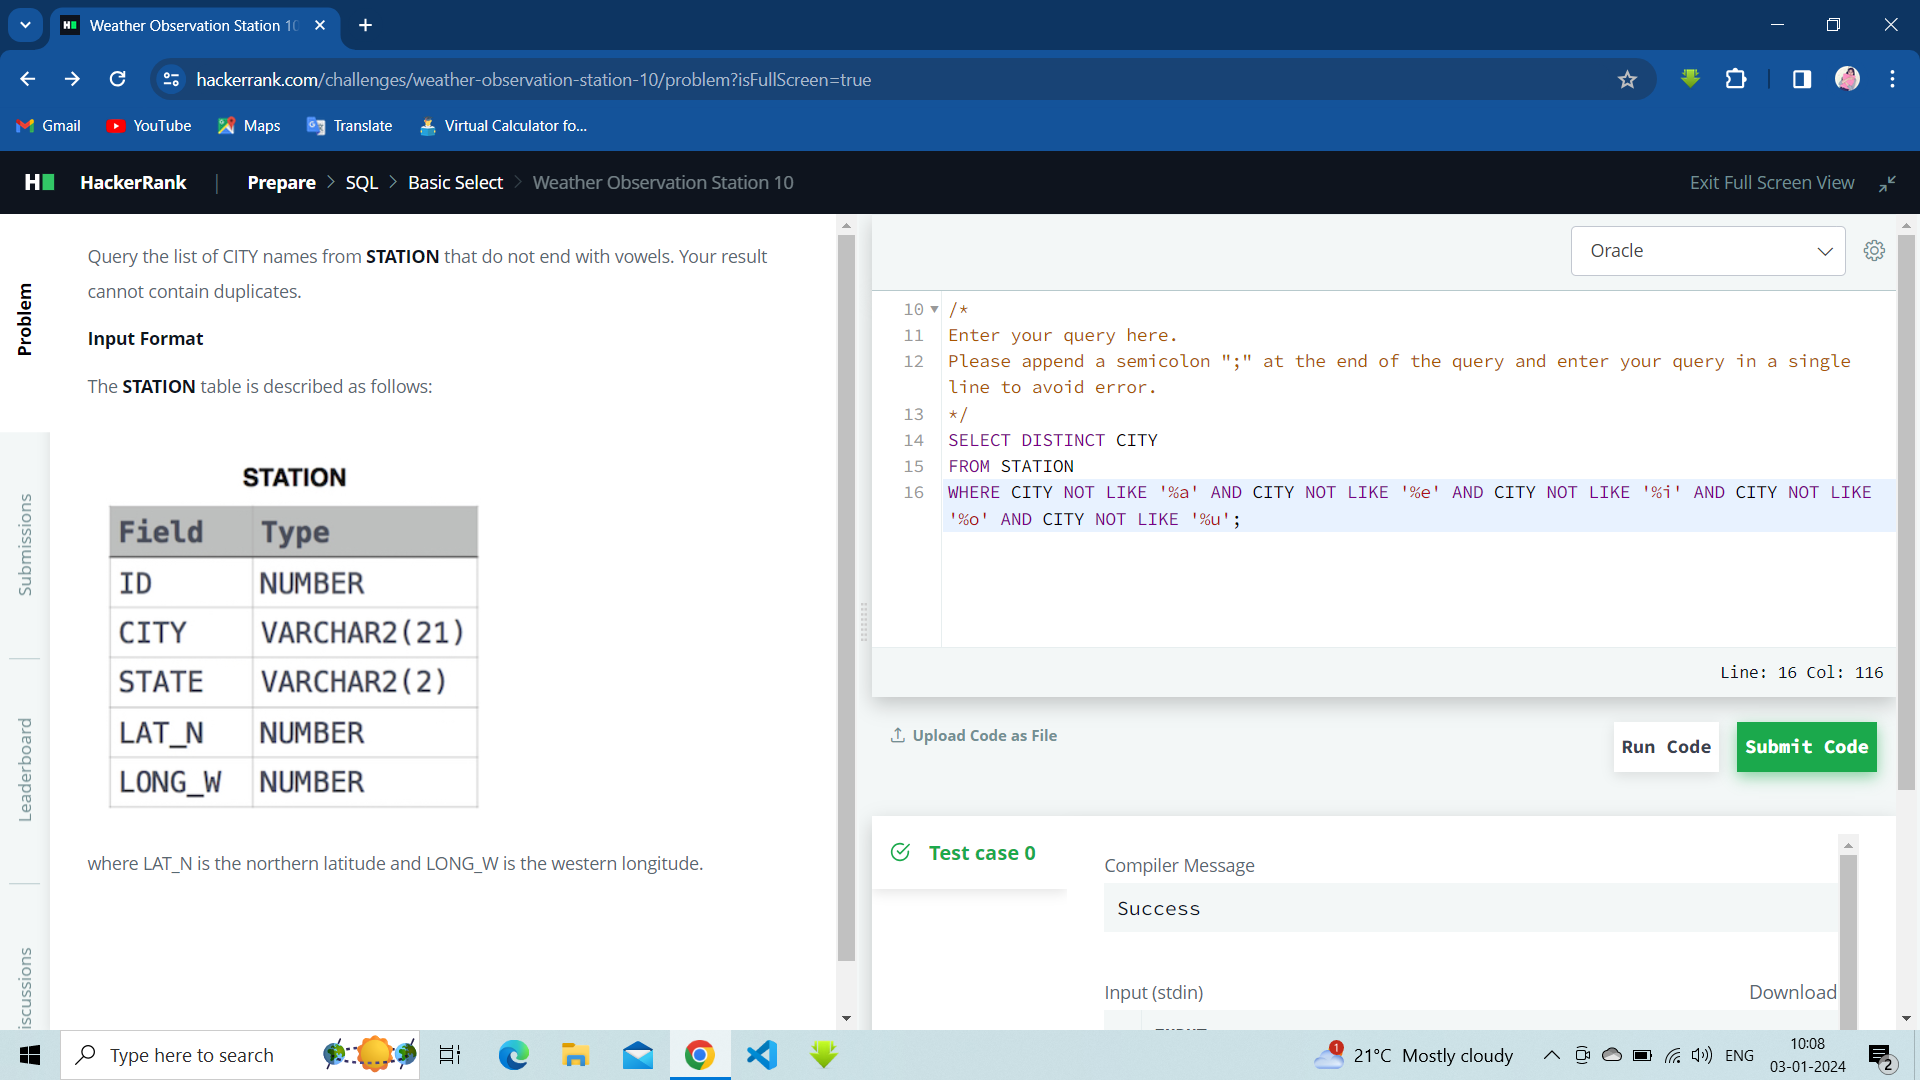 Weather Observation Station 10
hackerrank.com/challenges/weather-observation-station-10/problem?isFullScreen=true
Gmail
YouTube
Maps
Translate
Virtual Calculator fo...
HackerRank | Prepare > SQL > Basic Select > Weather Observation Station 10
Exit Full Screen View
Problem
Submissions
Leaderboard
iscussions
Query the list of CITY names from STATION that do not end with vowels. Your result
cannot contain duplicates.
Input Format
The STATION table is described as follows:
STATION
Field Type
ID NUMBER
CITY VARCHAR2(21)
STATE VARCHAR2(2)
LAT_N NUMBER
LONG_W NUMBER
where LAT_N is the northern latitude and LONG_W is the western longitude.
Oracle
10 /*
11 Enter your query here.
12 Please append a semicolon ";" at the end of the query and enter your query in a single
line to avoid error.
13 */
14 SELECT DISTINCT CITY
15 FROM STATION
16 WHERE CITY NOT LIKE '%a' AND CITY NOT LIKE '%e' AND CITY NOT LIKE '%i' AND CITY NOT LIKE
'%o' AND CITY NOT LIKE '%u';
Line: 16 Col: 116
Upload Code as File
Run Code
Submit Code
Test case 0
Compiler Message
Success
Input (stdin)
Download
Type here to search
1
21°C Mostly cloudy
ENG
10:08
03-01-2024
2